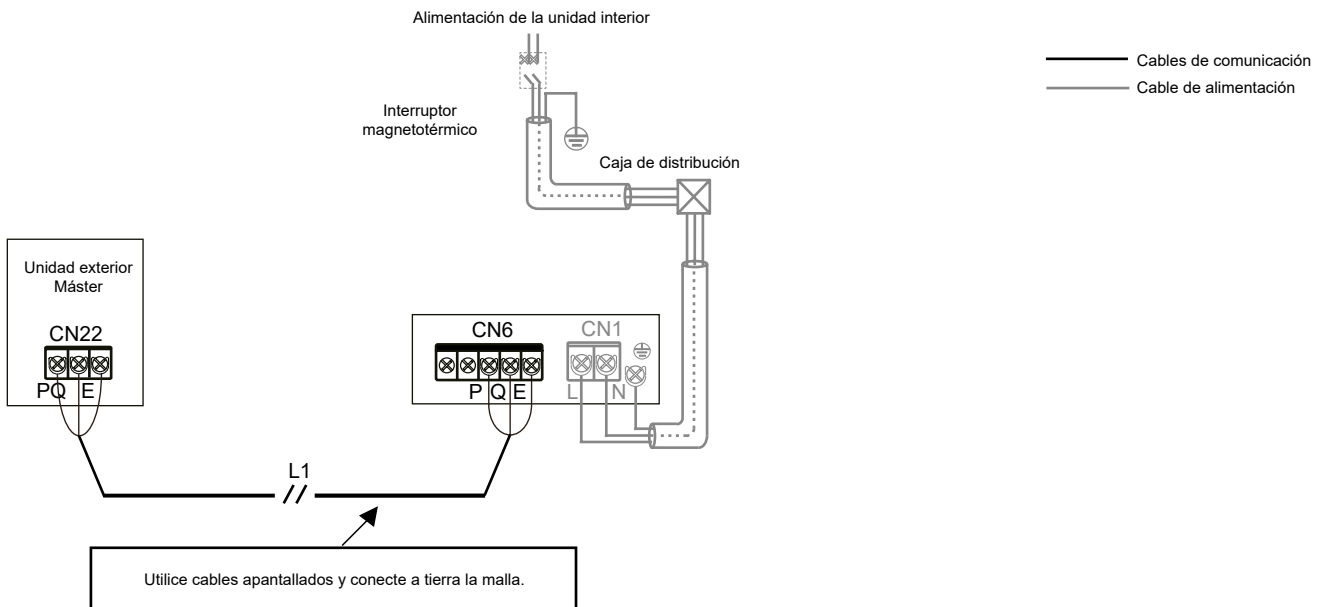 Alimentación de la unidad interior
Cables de comunicación
Cable de alimentación
Interruptor
magnetotérmico
Caja de distribución
Unidad exterior
Máster
CN22
PQ E
CN6
P Q E
CN1
L N
L1
Utilice cables apantallados y conecte a tierra la malla.